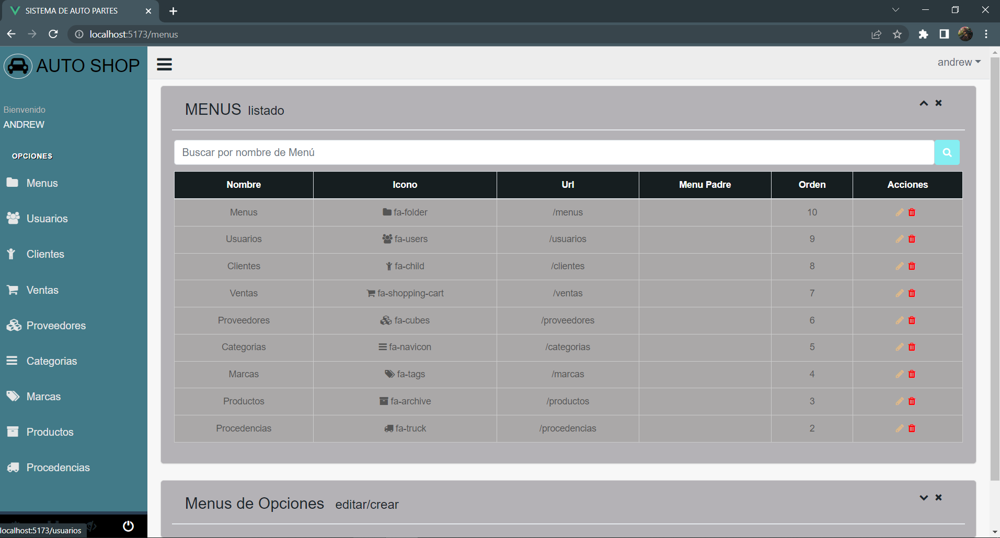 SISTEMA DE AUTO PARTES
localhost:5173/menus
AUTO SHOP
andrew
Bienvenido
ANDREW
OPCIONES
Menus
Usuarios
Clientes
Ventas
Proveedores
Categorias
Marcas
Productos
Procedencias
MENUS listado
Buscar por nombre de Menú
Nombre Icono Url Menu Padre Orden Acciones
Menus fa-folder /menus 10
Usuarios fa-users /usuarios 9
Clientes fa-child /clientes 8
Ventas fa-shopping-cart /ventas 7
Proveedores fa-cubes /proveedores 6
Categorias fa-navicon /categorias 5
Marcas fa-tags /marcas 4
Productos fa-archive /productos 3
Procedencias fa-truck /procedencias 2
Menus de Opciones editar/crear
localhost:5173/usuarios